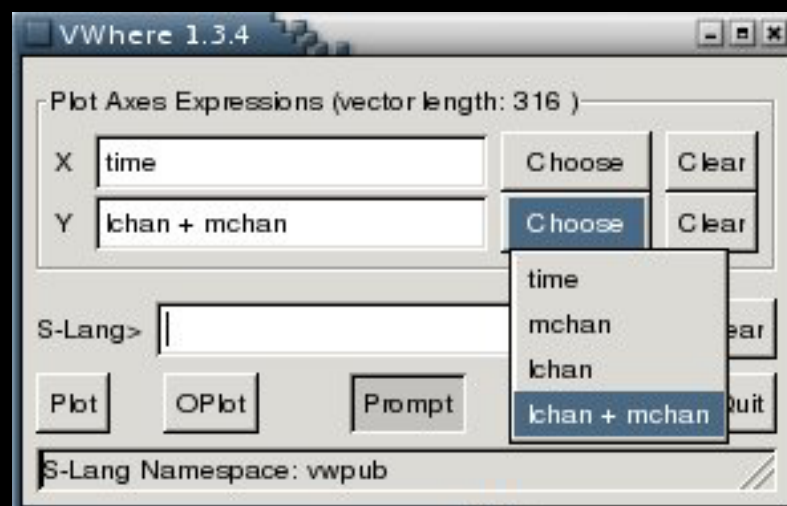 VWhere 1.3.4
Plot Axes Expressions (vector length: 316 )
X time Choose Clear
Y lchan + mchan Choose Clear
time
mchan
lchan
lchan + mchan
S-Lang> ear
Plot OPlot Prompt uit
S-Lang Namespace: vwpub